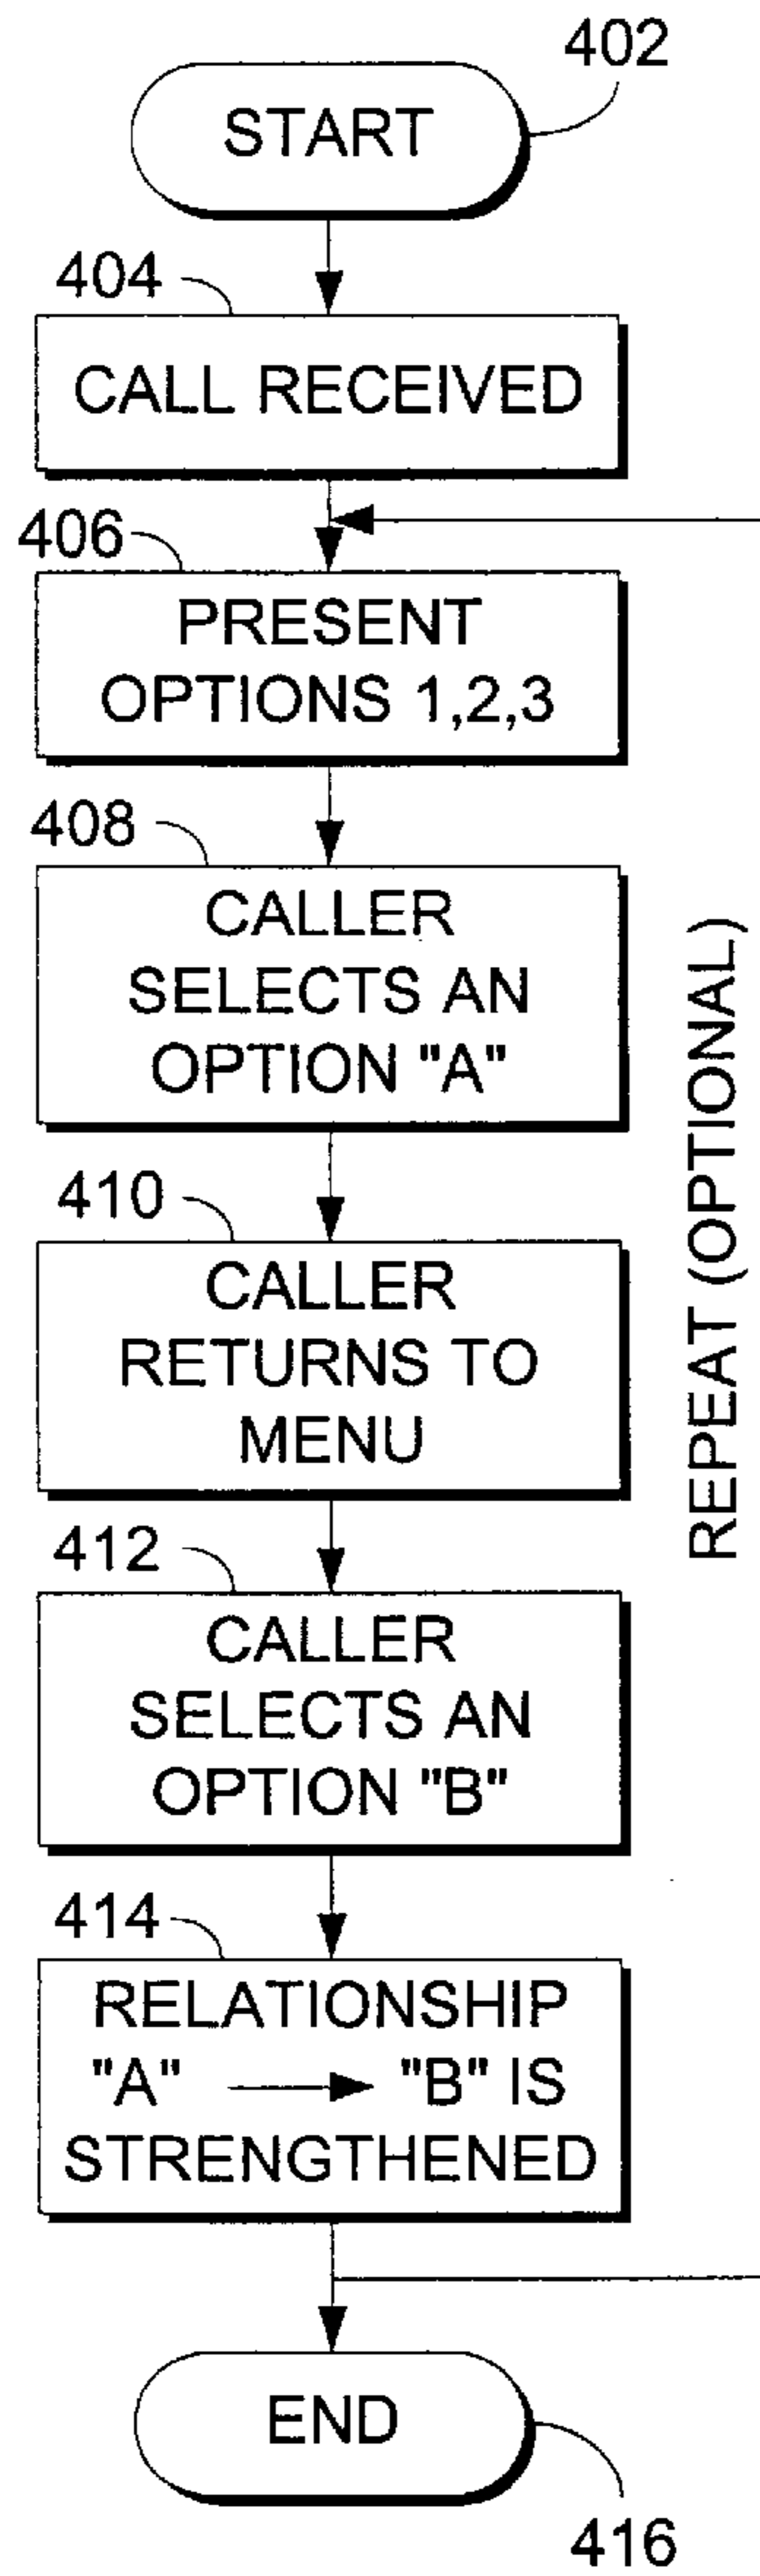 402
START
404
CALL RECEIVED
406
PRESENT
OPTIONS 1,2,3
408
CALLER
SELECTS AN
OPTION "A"
410
CALLER
RETURNS TO
MENU
REPEAT (OPTIONAL)
412
CALLER
SELECTS AN
OPTION "B"
414
RELATIONSHIP
"A" → "B" IS
STRENGTHENED
END
416